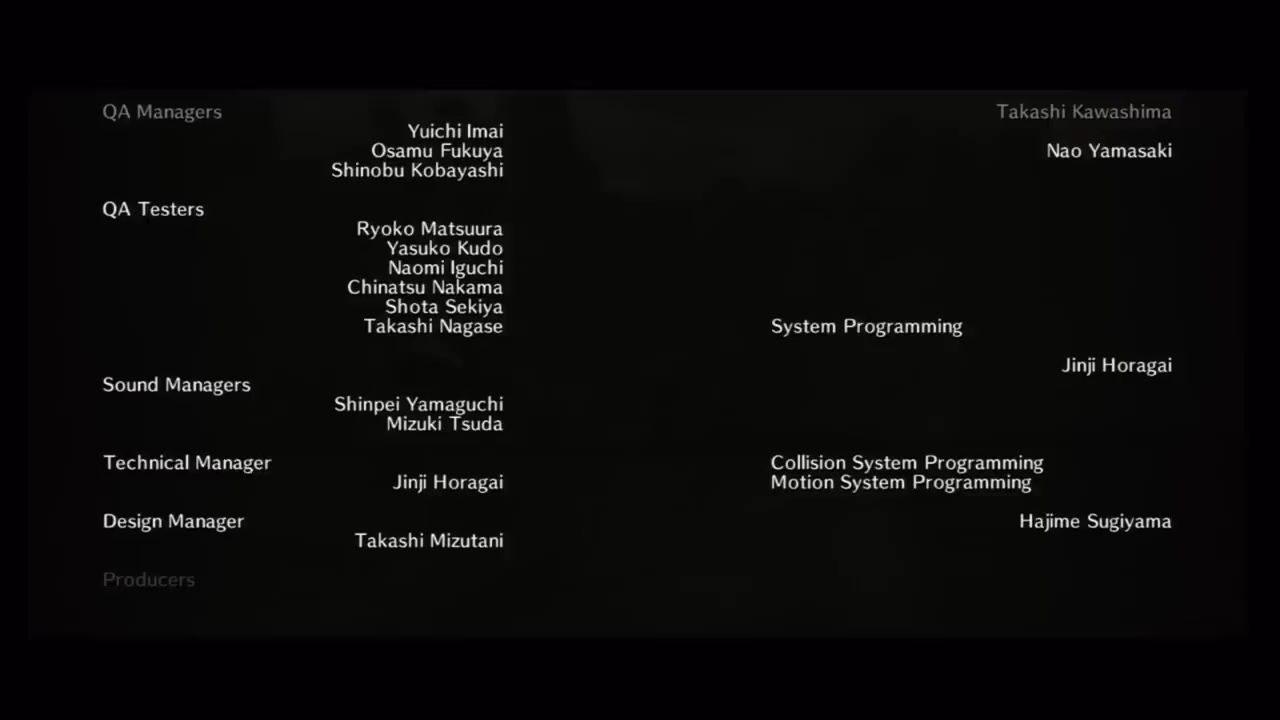 QA Managers
Yuichi Imai
Osamu Fukuya
Shinobu Kobayashi
QA Testers
Ryoko Matsuura
Yasuko Kudo
Naomi Iguchi
Chinatsu Nakama
Shota Sekiya
Takashi Nagase
Sound Managers
Shinpei Yamaguchi
Mizuki Tsuda
Technical Manager
Jinji Horagai
Design Manager
Takashi Mizutani
Producers
Takashi Kawashima
Nao Yamasaki
System Programming
Jinji Horagai
Collision System Programming
Motion System Programming
Hajime Sugiyama